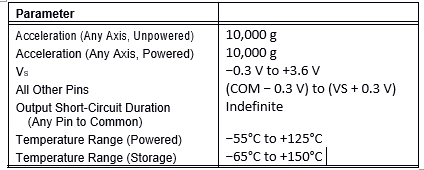 Parameter
Acceleration (Any Axis, Unpowered) 10,000 g
Acceleration (Any Axis, Powered) 10,000 g
VS −0.3 V to +3.6 V
All Other Pins (COM − 0.3 V) to (VS + 0.3 V)
Output Short-Circuit Duration Indefinite
(Any Pin to Common)
Temperature Range (Powered) −55°C to +125°C
Temperature Range (Storage) −65°C to +150°C